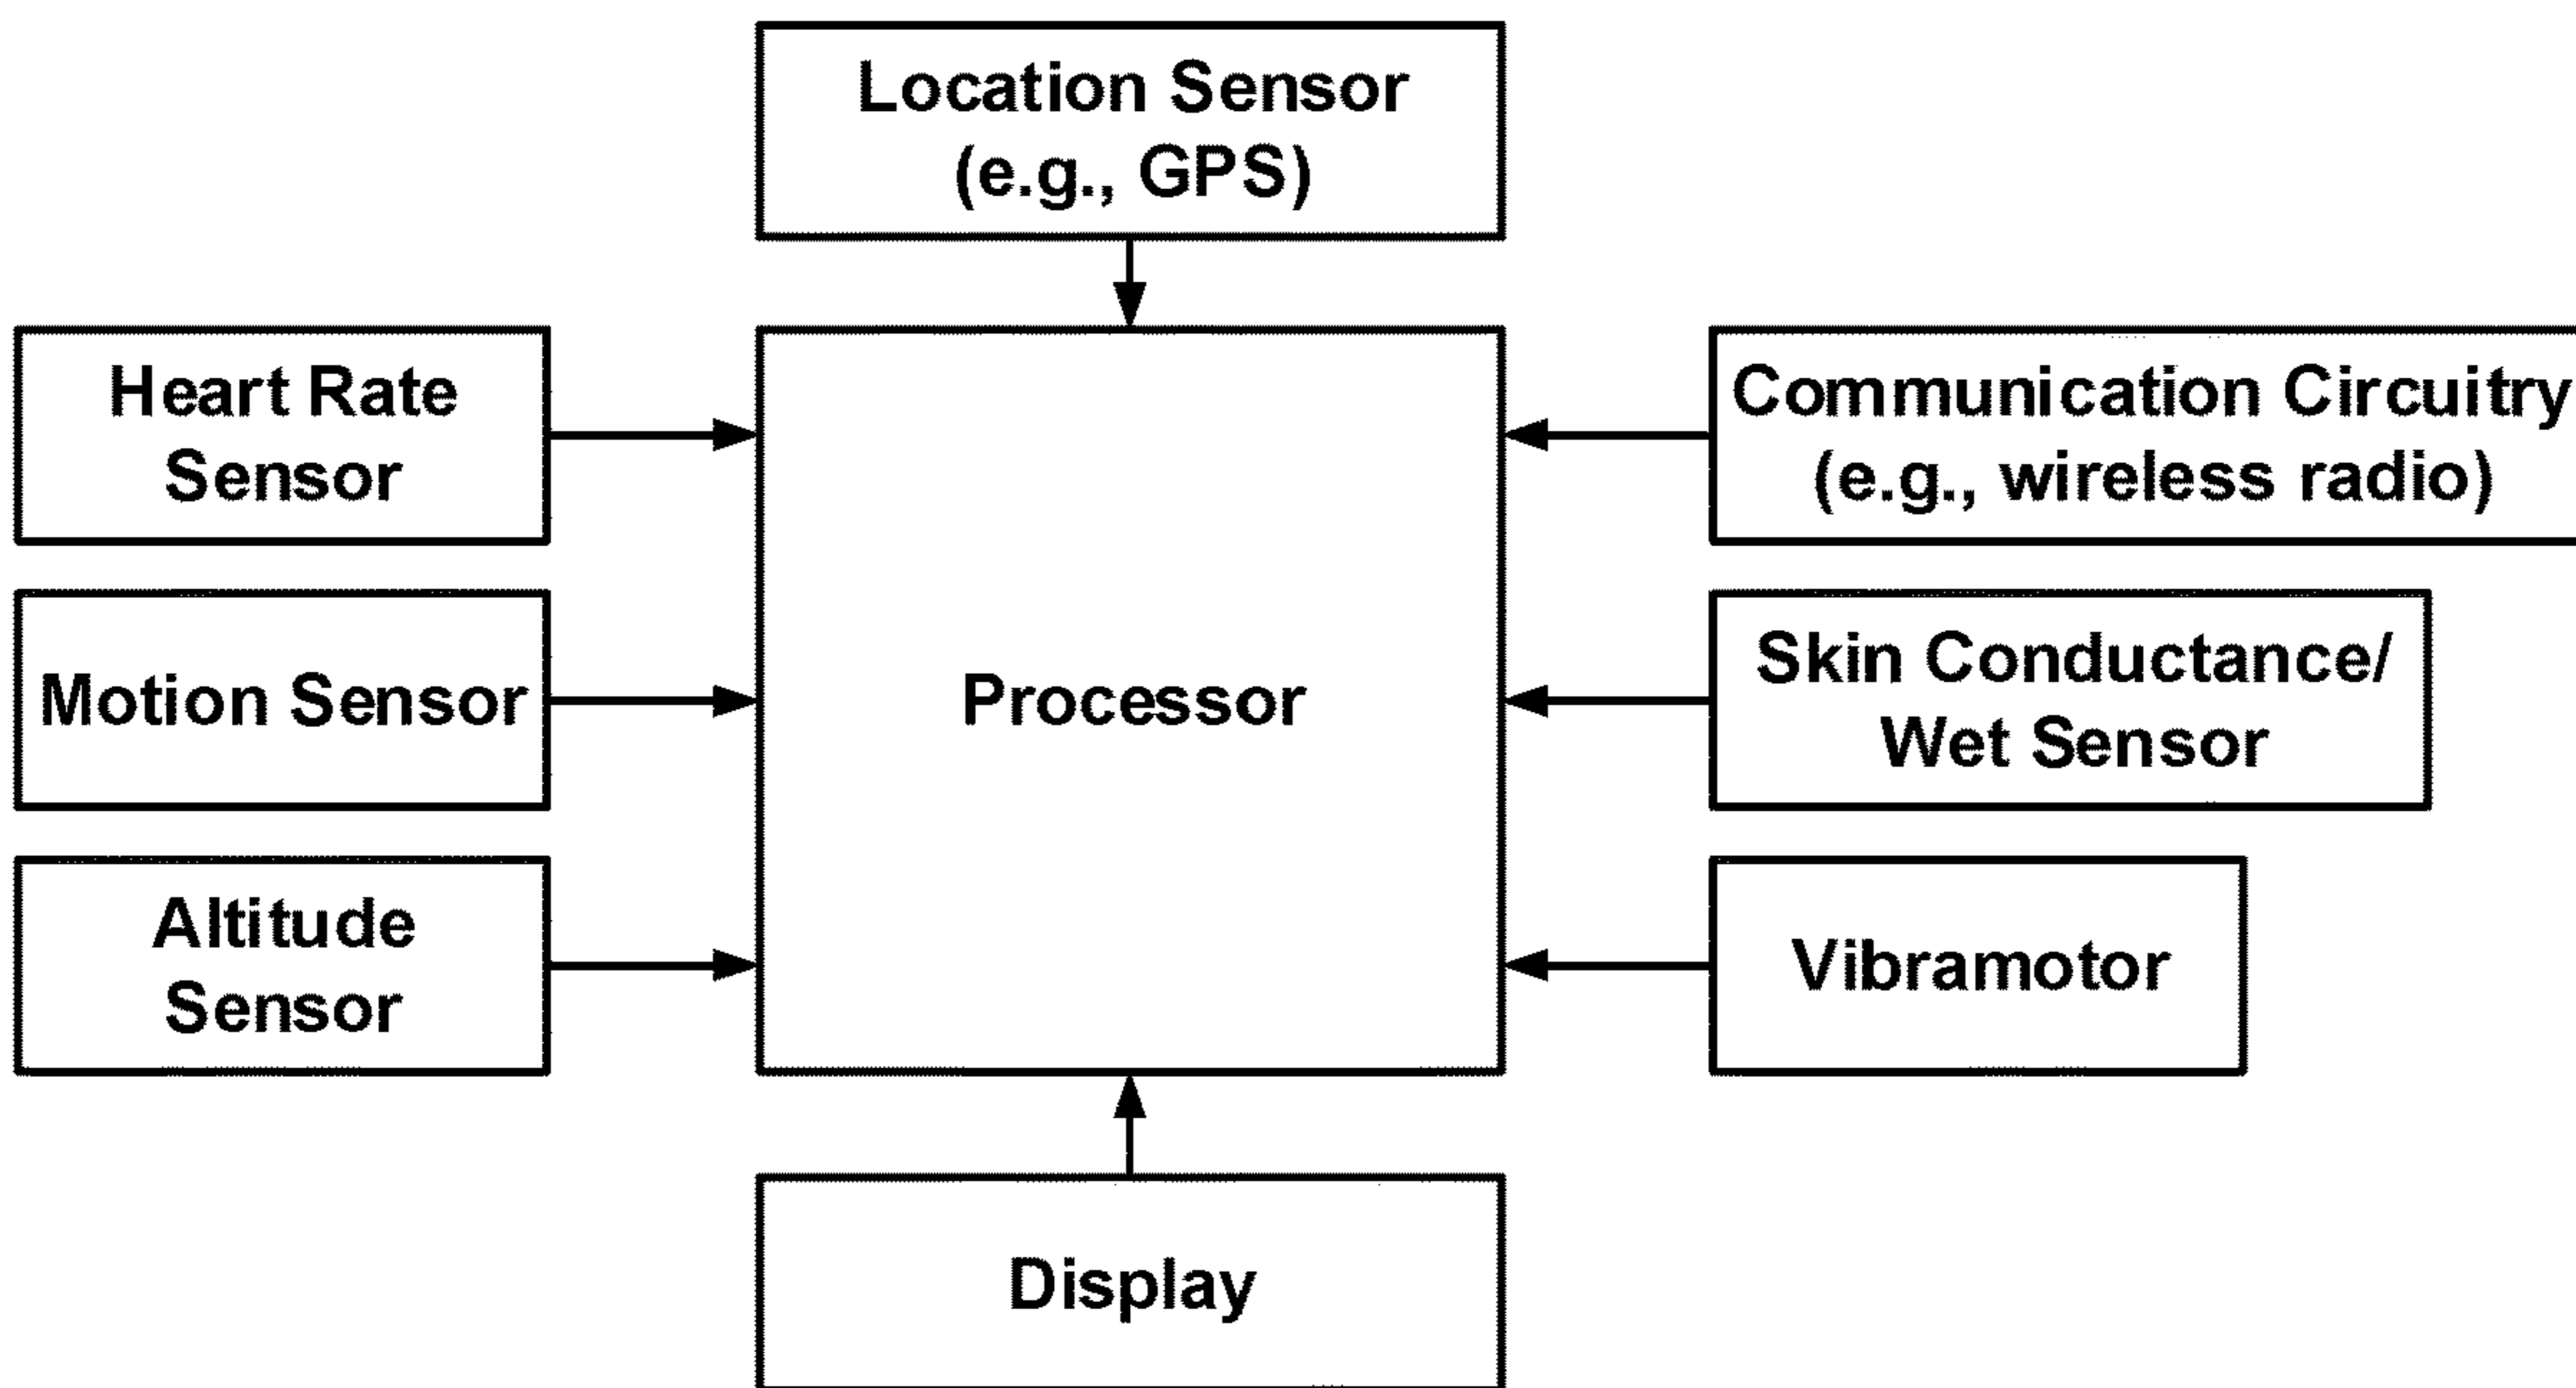 Location Sensor
(e.g., GPS)
Heart Rate
Sensor
Communication Circuitry
(e.g., wireless radio)
Motion Sensor
Processor
Skin Conductance/
Wet Sensor
Altitude
Sensor
Vibramotor
Display